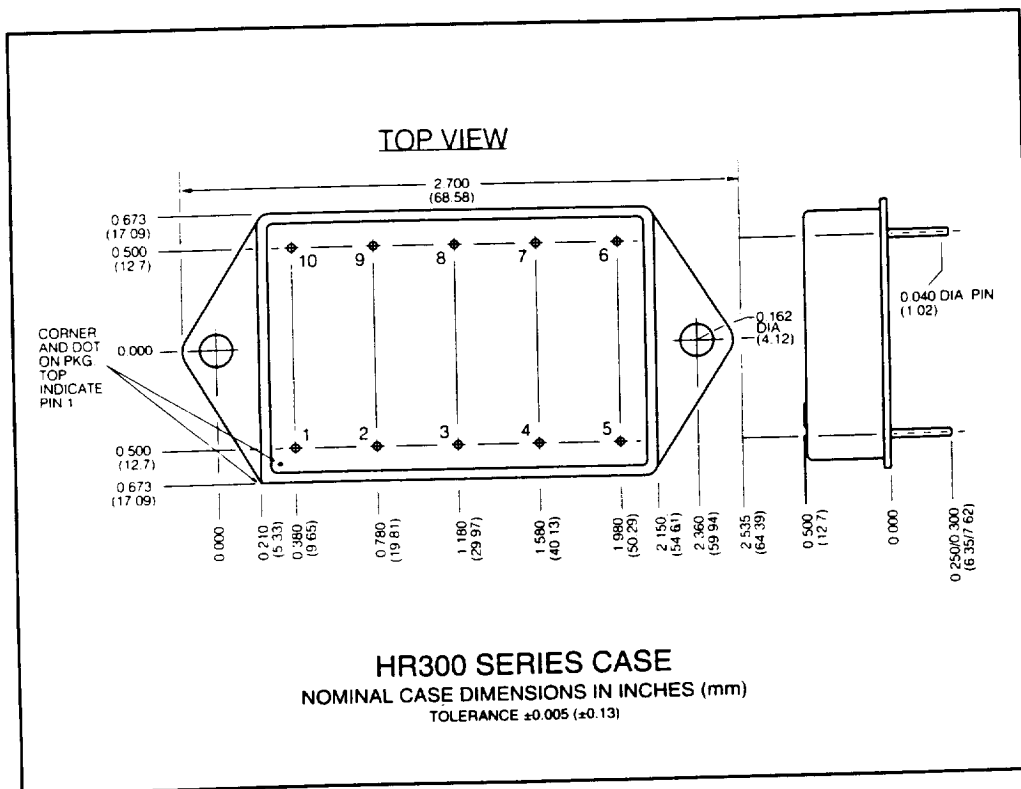 TOP VIEW
2.700
(68.58)
0.673
(17.09)
0.500
(12.7)
10 9 8 7 6
0.040 DIA PIN
(1.02)
0.162
DIA
(4.12)
CORNER
AND DOT
ON PKG.
TOP
INDICATE
PIN 1
0.000
1 2 3 4 5
0.500
(12.7)
0.673
(17.09)
0.000
0.210
(5.33)
0.380
(9.65)
0.780
(19.81)
1.180
(29.97)
1.580
(40.13)
1.980
(50.29)
2.150
(54.61)
2.360
(59.94)
2.535
(64.39)
0.500
(12.7)
0.000
0.250/0.300
(6.35/7.62)
HR300 SERIES CASE
NOMINAL CASE DIMENSIONS IN INCHES (mm)
TOLERANCE ±0.005 (±0.13)